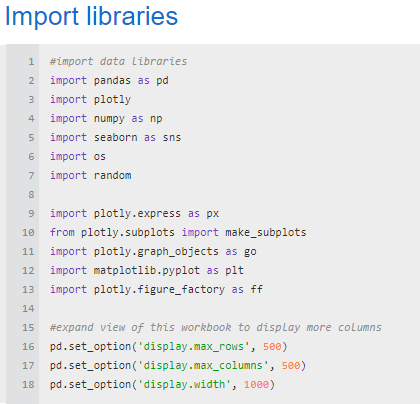 Import libraries
1 #import data libraries
2 import pandas as pd
3 import plotly
4 import numpy as np
5 import seaborn as sns
6 import os
7 import random
8
9 import plotly.express as px
10 from plotly.subplots import make_subplots
11 import plotly.graph_objects as go
12 import matplotlib.pyplot as plt
13 import plotly.figure_factory as ff
14
15 #expand view of this workbook to display more columns
16 pd.set_option('display.max_rows', 500)
17 pd.set_option('display.max_columns', 500)
18 pd.set_option('display.width', 1000)